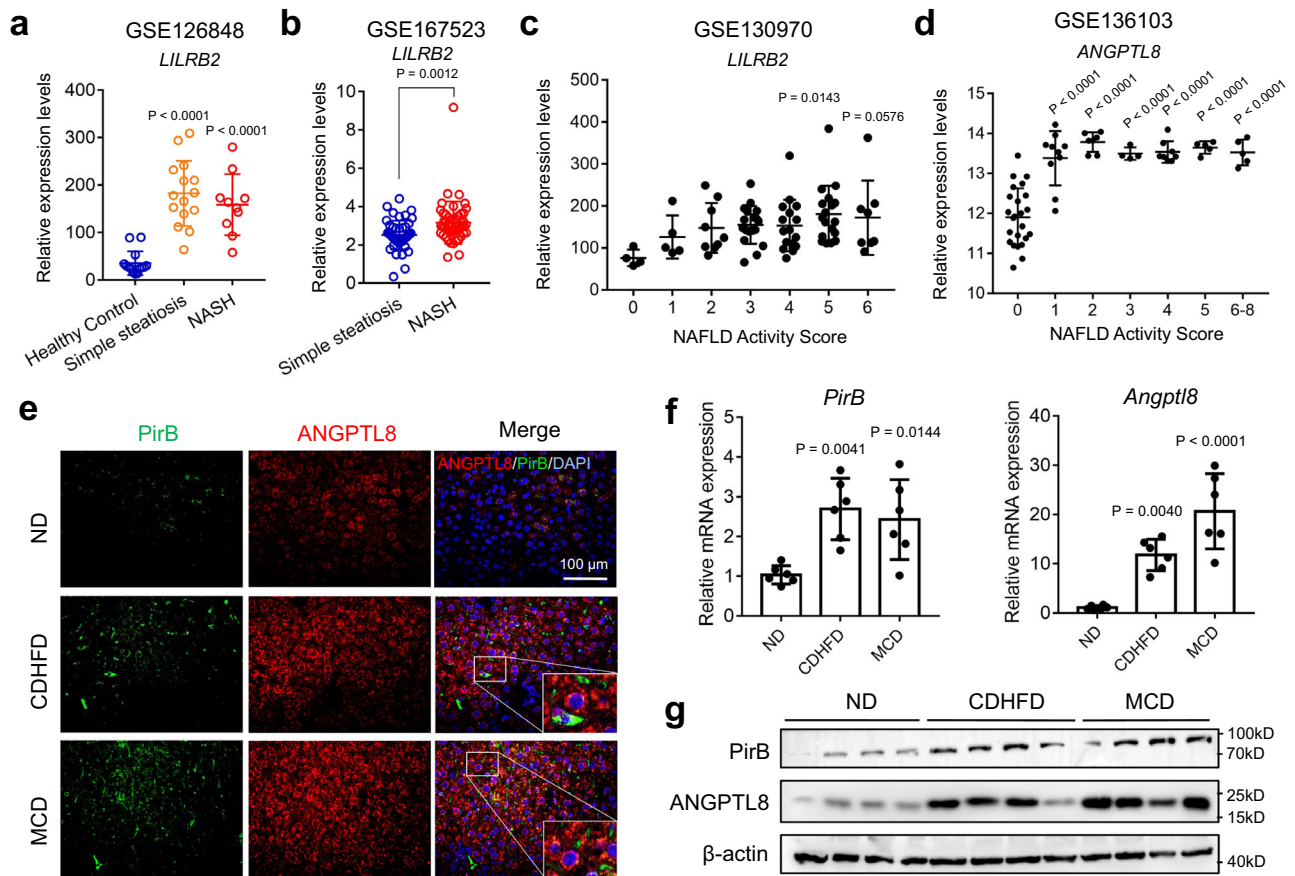 a
GSE126848
LILRB2
Relative expression levels
400
300
200
100
0
P < 0.0001
P < 0.0001
Healthy Control
Simple steatiosis
NASH
b
GSE167523
LILRB2
P = 0.0012
Relative expression levels
10
8
6
4
2
0
Simple steatiosis
NASH
c
GSE130970
LILRB2
Relative expression levels
500
400
300
200
100
0
P = 0.0143
P = 0.0576
0 1 2 3 4 5 6
NAFLD Activity Score
d
GSE136103
ANGPTL8
Relative expression levels
15
14
13
12
11
10
P < 0.0001
P < 0.0001
P < 0.0001
P < 0.0001
P < 0.0001
P < 0.0001
0 1 2 3 4 5 6-8
NAFLD Activity Score
e
PirB
ANGPTL8
Merge
ANGPTL8/PirB/DAPI
100 µm
ND
CDHFD
MCD
f
PirB
Relative mRNA expression
5
4
3
2
1
0
P = 0.0041
P = 0.0144
ND
CDHFD
MCD
Angptl8
Relative mRNA expression
40
30
20
10
0
P = 0.0040
P < 0.0001
ND
CDHFD
MCD
g
ND CDHFD MCD
PirB
100kD
70kD
ANGPTL8
25kD
15kD
β-actin
40kD